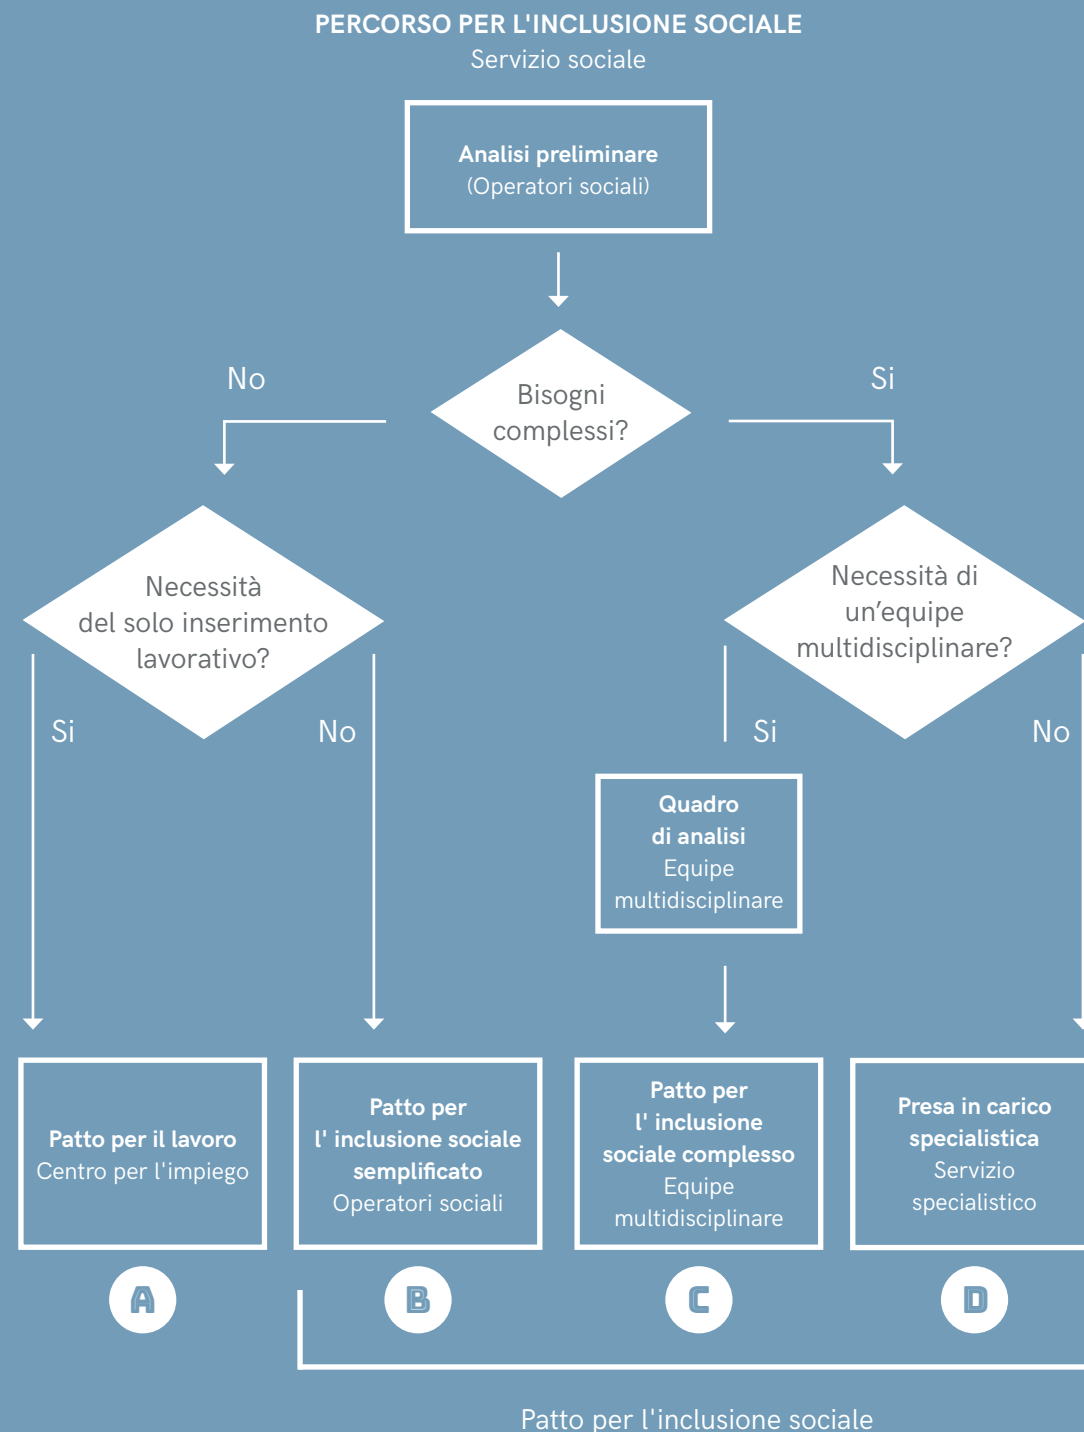 PERCORSO PER L'INCLUSIONE SOCIALE
Servizio sociale
Analisi preliminare
(Operatori sociali)
No
Si
Bisogni
complessi?
Necessità
del solo inserimento
lavorativo?
Necessità di
un’equipe
multidisciplinare?
Si
No
Si
No
Quadro
di analisi
Equipe
multidisciplinare
Patto per il lavoro
Centro per l'impiego
Patto per
l' inclusione sociale
semplificato
Operatori sociali
Patto per
l' inclusione
sociale complesso
Equipe
multidisciplinare
Presa in carico
specialistica
Servizio
specialistico
A
B
C
D
Patto per l'inclusione sociale